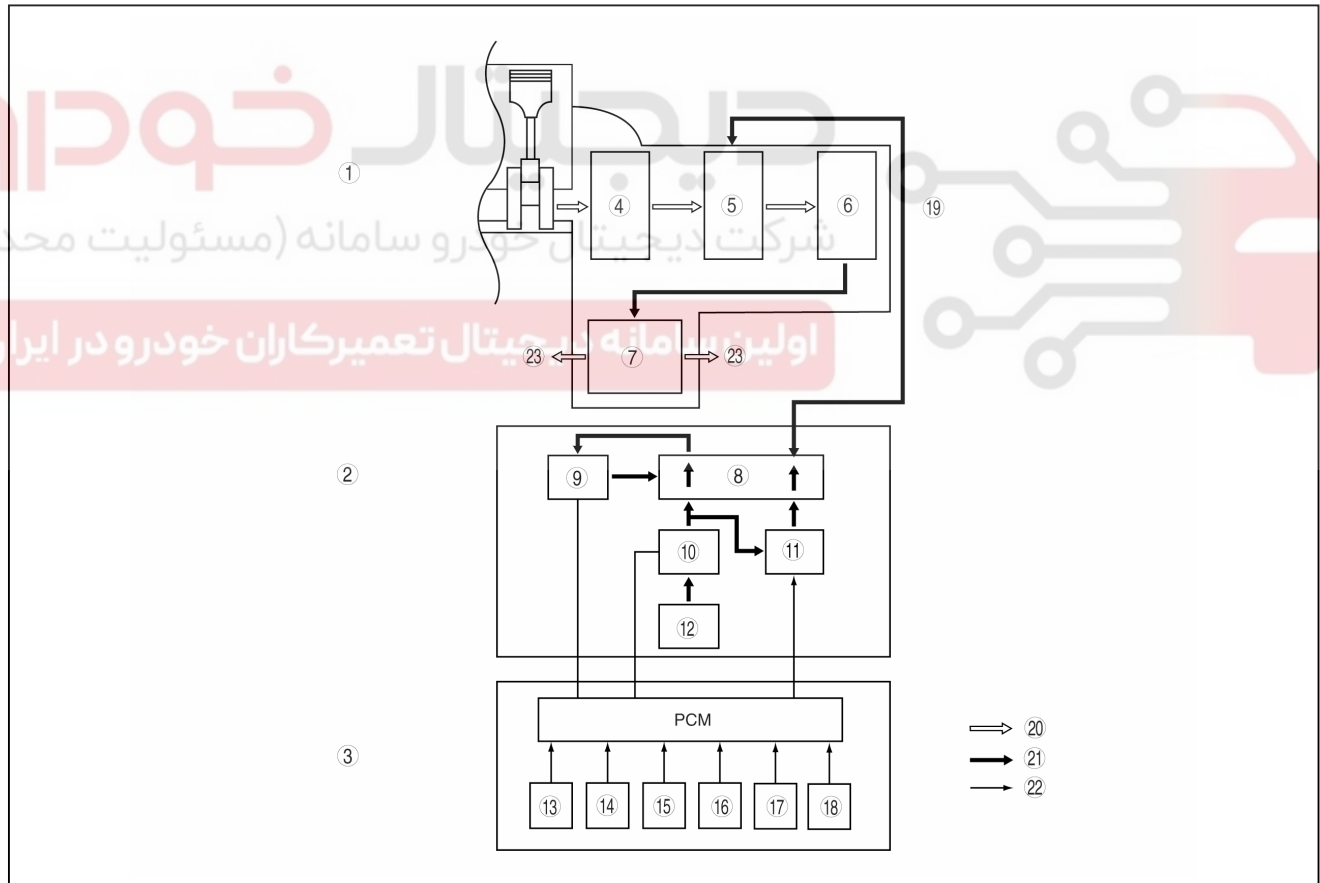 دیجیتال خودرو
① ④ ⑤ ⑥ ⑲
شرکت دیجیتال خودرو سامانه (مسئولیت محد
اولین سامانه دیجیتال تعمیرکاران خودرو در ایرا
㉓ ⑦ ㉓
② ⑨ ⑧
⑩ ⑪
⑫
PCM
⑳
③ ㉑
㉒
⑬ ⑭ ⑮ ⑯ ⑰ ⑱